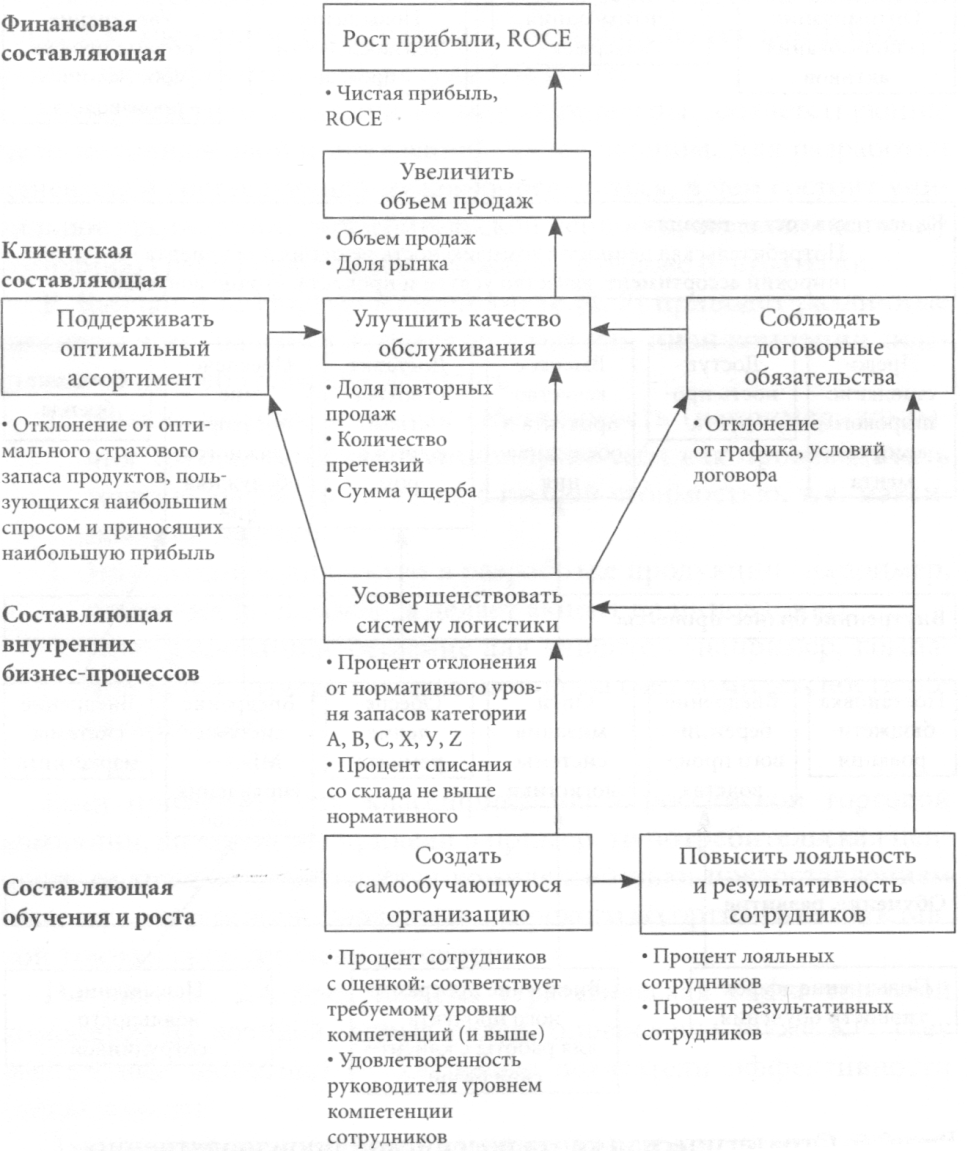 Финансовая
составляющая
Рост прибыли, ROCE
• Чистая прибыль,
ROCE
Увеличить
объем продаж
• Объем продаж
• Доля рынка
Клиентская
составляющая
Поддерживать
оптимальный
ассортимент
• Отклонение от опти-
мального страхового
запаса продуктов, поль-
зующихся наибольшим
спросом и приносящих
наибольшую прибыль
Улучшить качество
обслуживания
• Доля повторных
продаж
• Количество
претензий
• Сумма ущерба
Соблюдать
договорные
обязательства
• Отклонение
от графика, условий
договора
Составляющая
внутренних
бизнес-процессов
Усовершенствовать
систему логистики
• Процент отклонения
от нормативного уров-
ня запасов категории
А, В, С, Х, У, Z
• Процент списания
со склада не выше
нормативного
Составляющая
обучения и роста
Создать
самообучающуюся
организацию
• Процент сотрудников
с оценкой: соответствует
требуемому уровню
компетенций (и выше)
• Удовлетворенность
руководителя уровнем
компетенции
сотрудников
Повысить лояльность
и результативность
сотрудников
• Процент лояльных
сотрудников
• Процент результативных
сотрудников